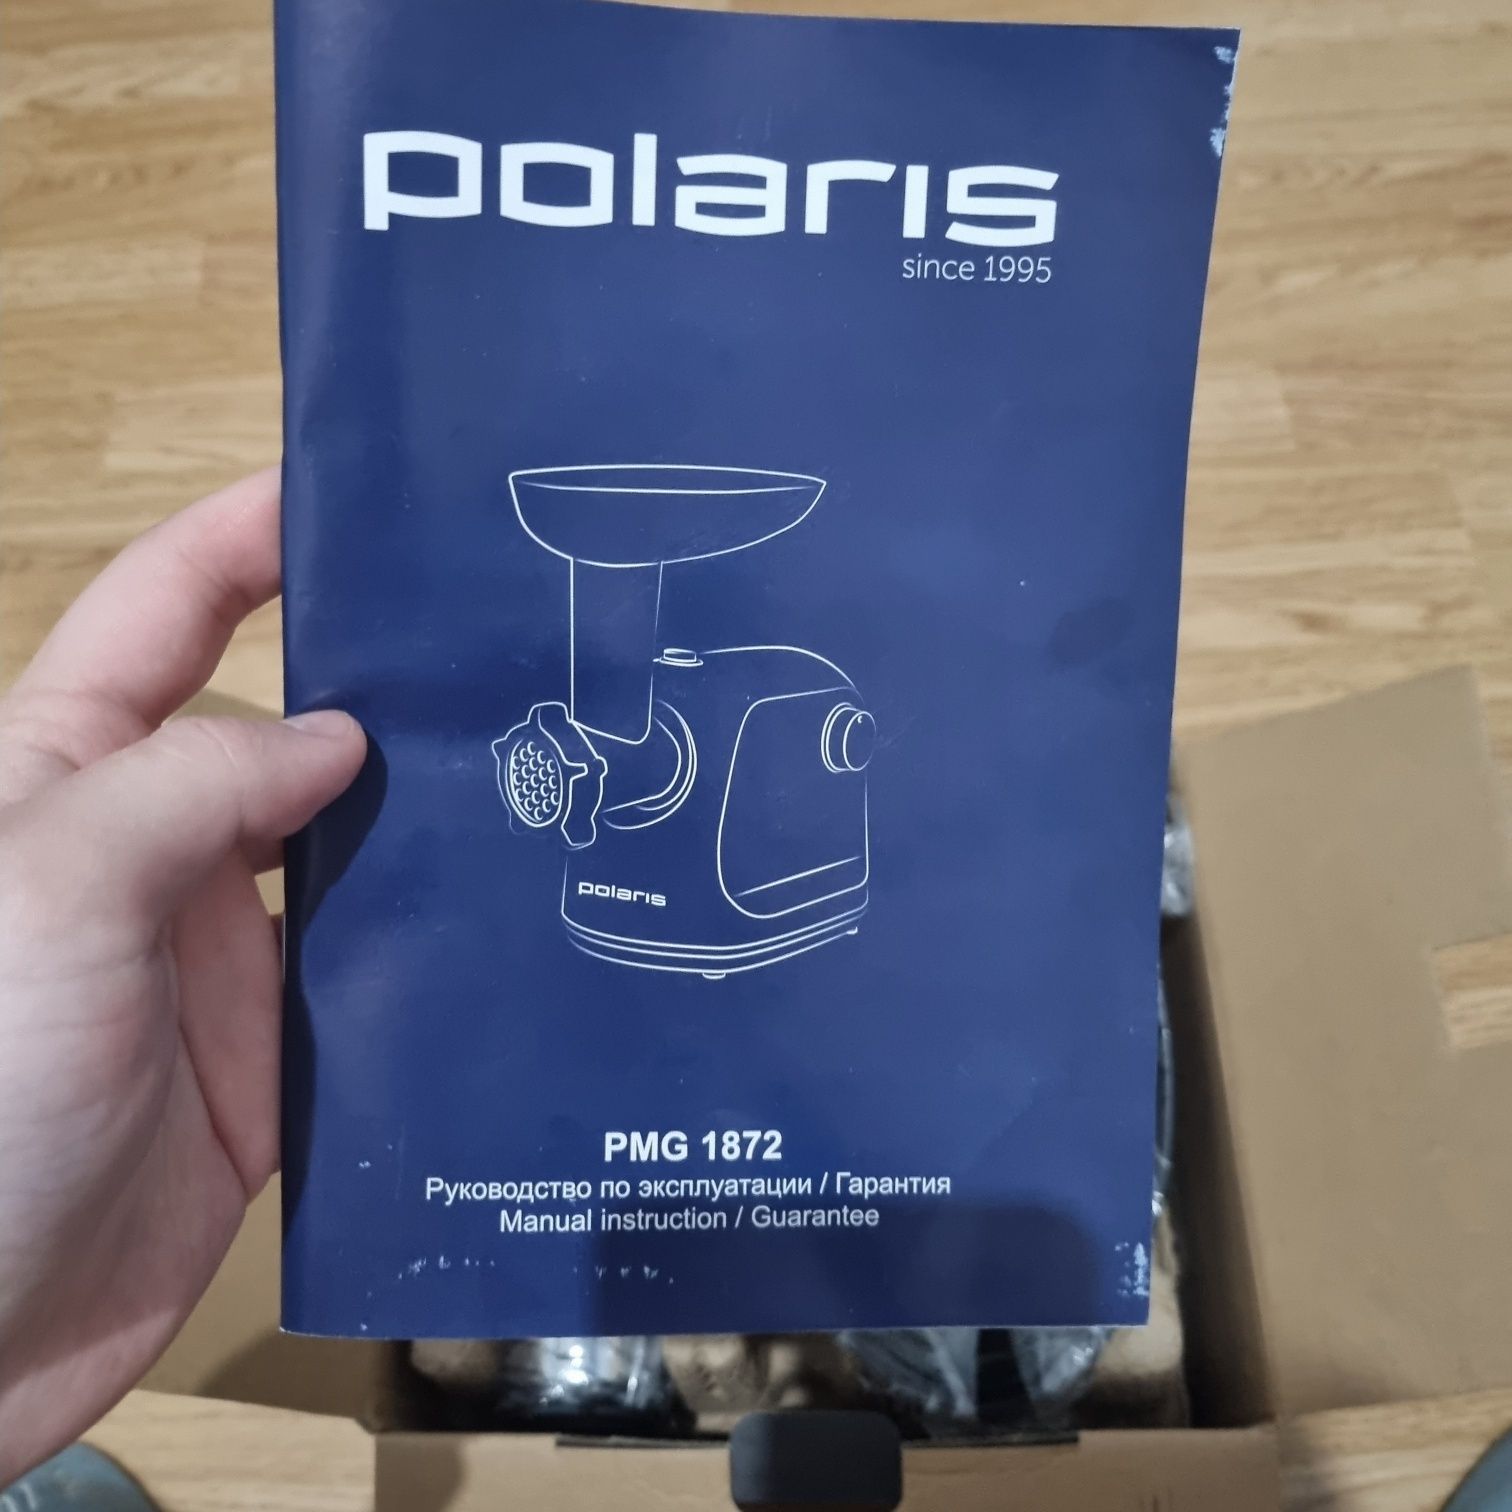 polaris
since 1995
polaris
PMG 1872
Руководство по эксплуатации / Гарантия
Manual instruction / Guarantee